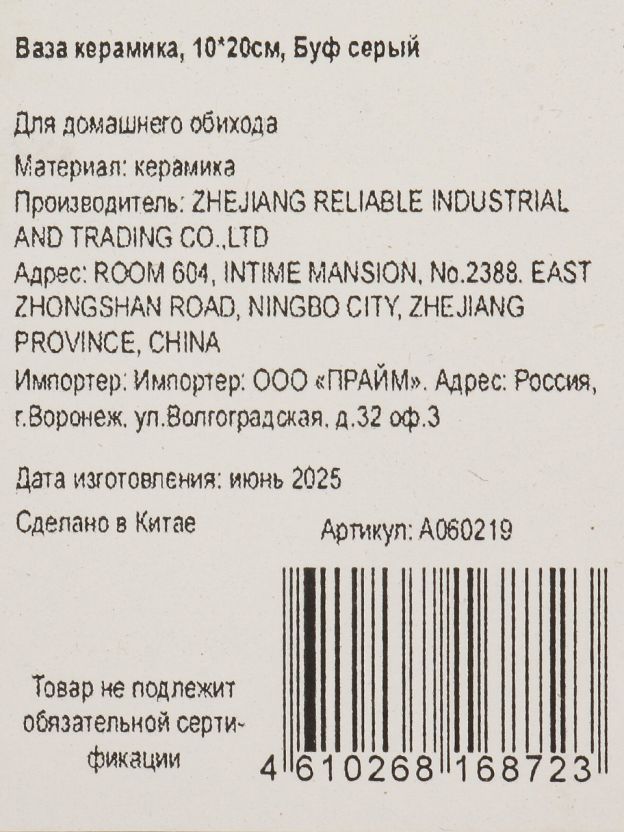 Ваза керамика, 10*20см, Буф серый
Для домашнего обихода
Материал: керамика
Производитель: ZHEJIANG RELIABLE INDUSTRIAL
AND TRADING CO.,LTD
Адрес: ROOM 604, INTIME MANSION, No.2388. EAST
ZHONGSHAN ROAD, NINGBO CITY, ZHEJIANG
PROVINCE, CHINA
Импортер: Импортер: ООО «ПРАЙМ». Адрес: Россия,
г.Воронеж, ул.Волгоградская, д.32 оф.3
Дата изготовления: июнь 2025
Сделано в Китае
Артикул: A060219
Товар не подлежит
обязательной серти-
фикации
4 610268 168723